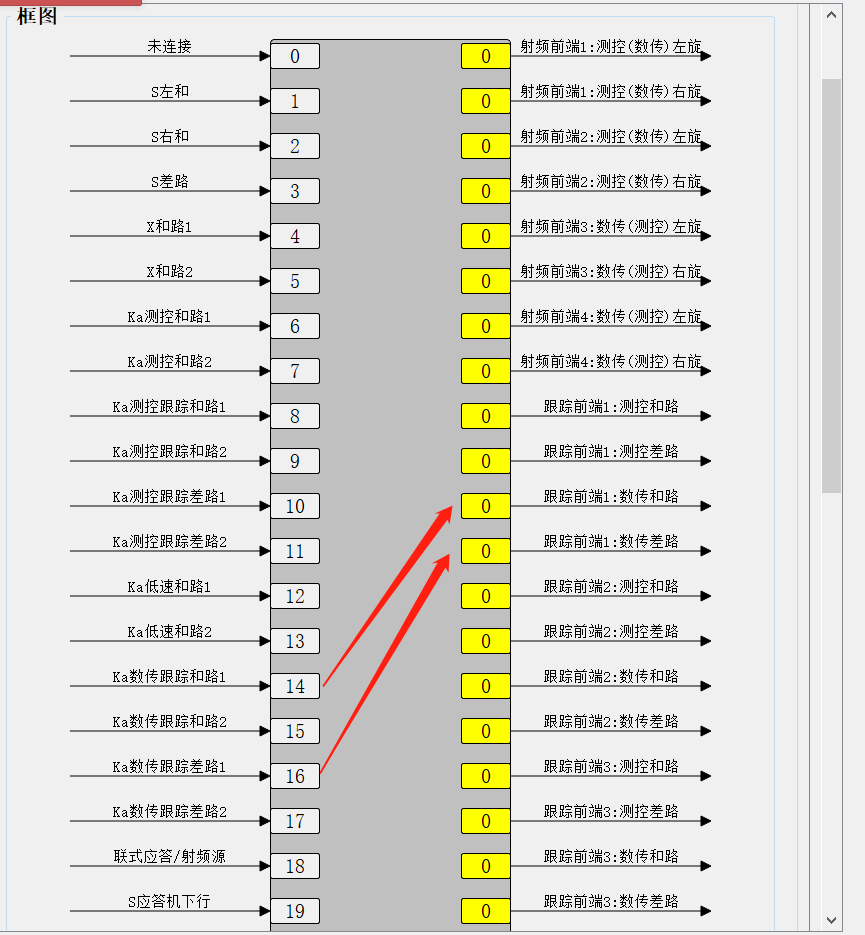 框图
未连接 0 0 射频前端1:测控(数传)左旋
S左和 1 0 射频前端1:测控(数传)右旋
S右和 2 0 射频前端2:测控(数传)左旋
S差路 3 0 射频前端2:测控(数传)右旋
X和路1 4 0 射频前端3:数传(测控)左旋
X和路2 5 0 射频前端3:数传(测控)右旋
Ka测控和路1 6 0 射频前端4:数传(测控)左旋
Ka测控和路2 7 0 射频前端4:数传(测控)右旋
Ka测控跟踪和路1 8 0 跟踪前端1:测控和路
Ka测控跟踪和路2 9 0 跟踪前端1:测控差路
Ka测控跟踪差路1 10 0 跟踪前端1:数传和路
Ka测控跟踪差路2 11 0 跟踪前端1:数传差路
Ka低速和路1 12 0 跟踪前端2:测控和路
Ka低速和路2 13 0 跟踪前端2:测控差路
Ka数传跟踪和路1 14 0 跟踪前端2:数传和路
Ka数传跟踪和路2 15 0 跟踪前端2:数传差路
Ka数传跟踪差路1 16 0 跟踪前端3:测控和路
Ka数传跟踪差路2 17 0 跟踪前端3:测控差路
联式应答/射频源 18 0 跟踪前端3:数传和路
S应答机下行 19 0 跟踪前端3:数传差路